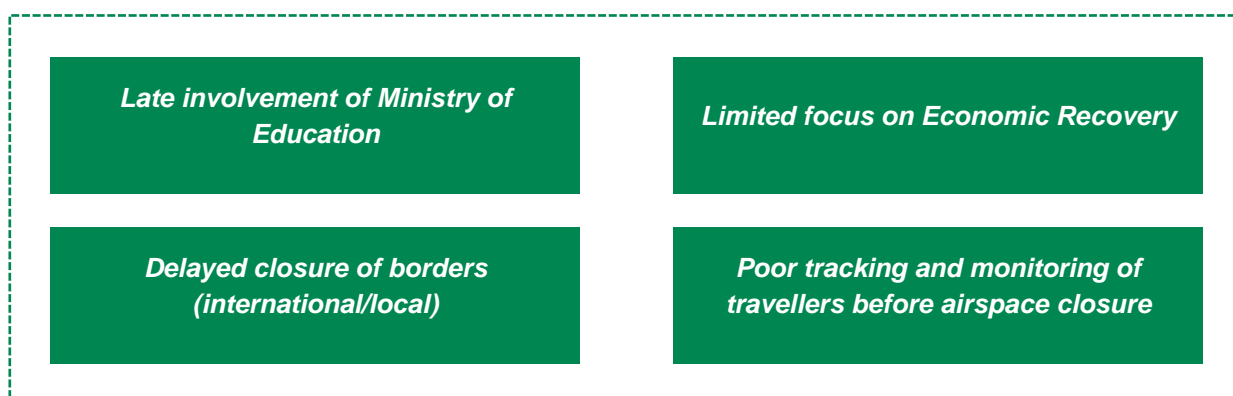 Late involvement of Ministry of
Education
Limited focus on Economic Recovery
Delayed closure of borders
(international/local)
Poor tracking and monitoring of
travellers before airspace closure